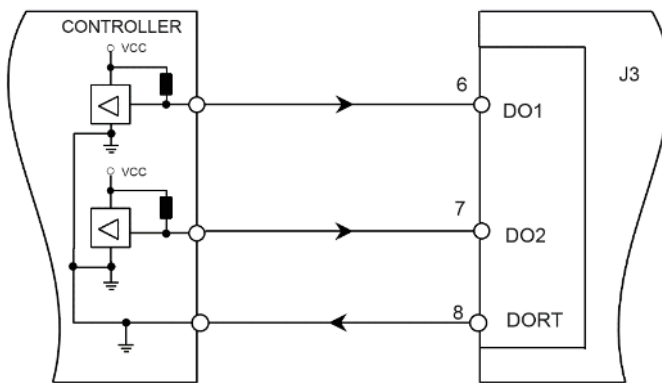 CONTROLLER
VCC
J3
6
DO1
VCC
7
DO2
8
DORT